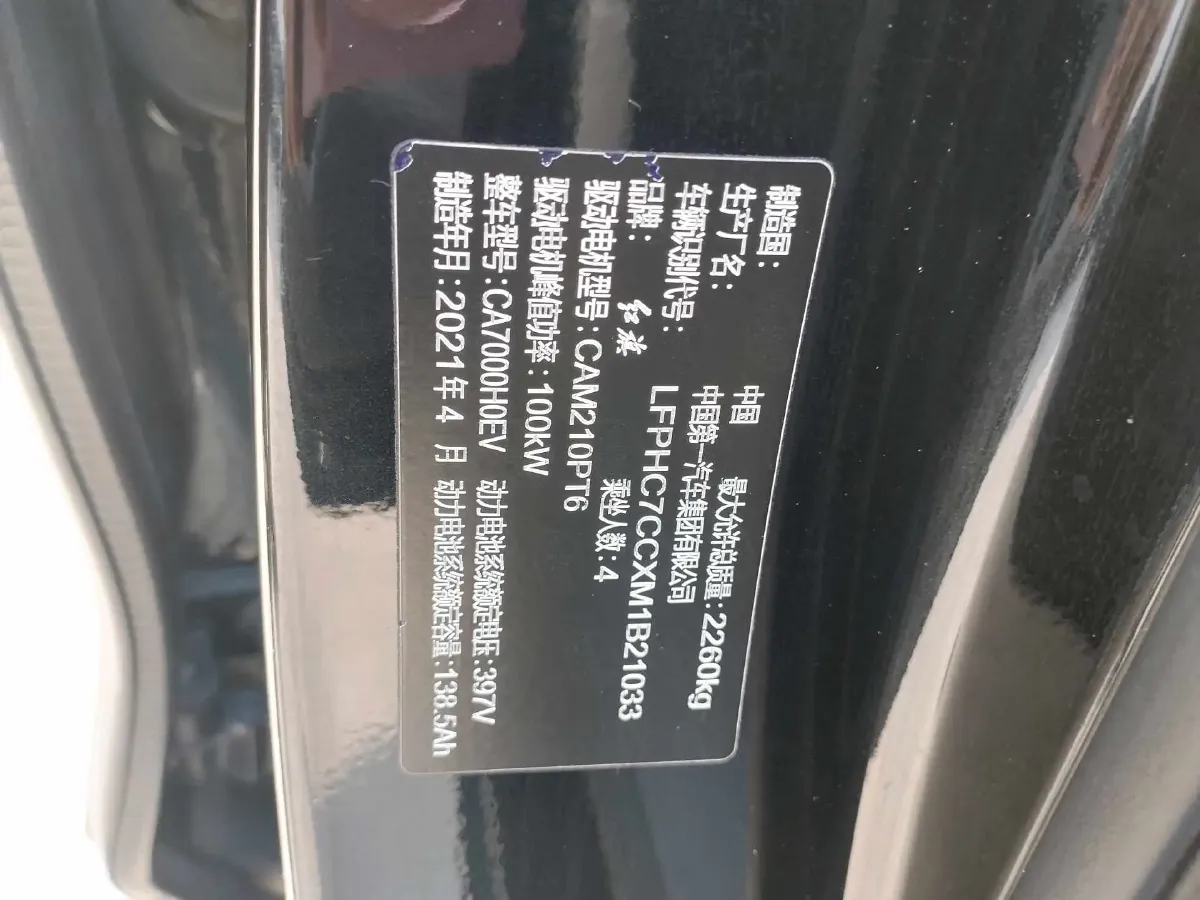 制造国： 中国 最大允许总质量：2260kg
生产厂名： 中国第一汽车集团有限公司
车辆识别代号： LFPHC7CCXM1B21033
品牌： 红旗 乘坐人数：4
驱动电机型号：CAM210PT6
驱动电机峰值功率：100kW
整车型号：CA7000H0EV 动力电池系统额定电压：397V
制造年月：2021年4 月 动力电池系统额定容量：138.5Ah